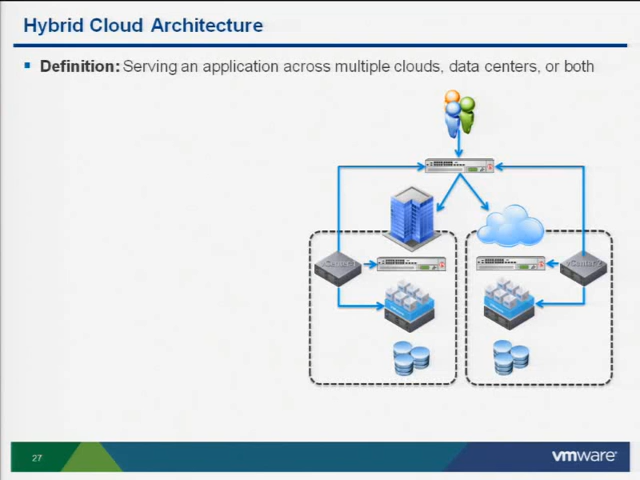 Hybrid Cloud Architecture
▪ Definition: Serving an application across multiple clouds, data centers, or both
27
vmware